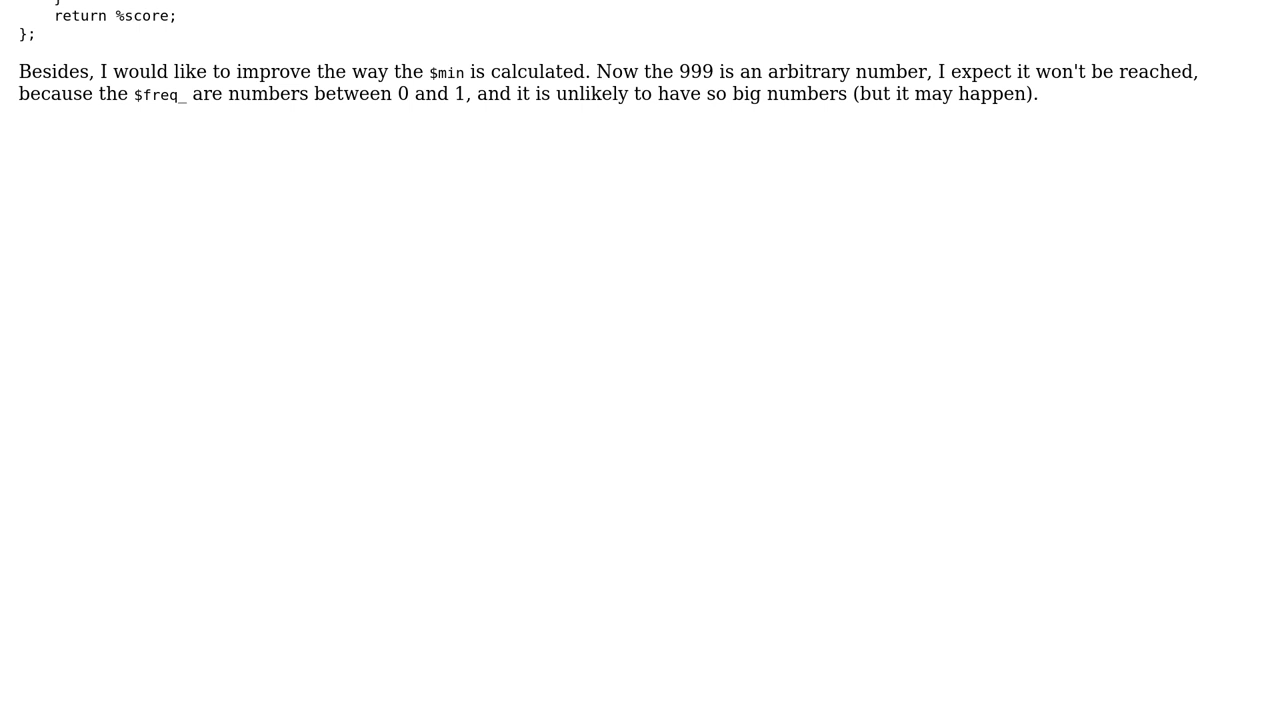 }
return %score;
};
Besides, I would like to improve the way the $min is calculated. Now the 999 is an arbitrary number, I expect it won't be reached,
because the $freq_ are numbers between 0 and 1, and it is unlikely to have so big numbers (but it may happen).